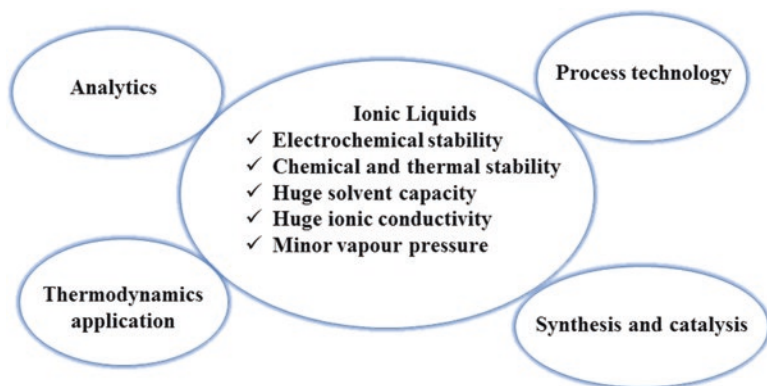 Analytics
Process technology
Ionic Liquids
✓ Electrochemical stability
✓ Chemical and thermal stability
✓ Huge solvent capacity
✓ Huge ionic conductivity
✓ Minor vapour pressure
Thermodynamics
application
Synthesis and catalysis